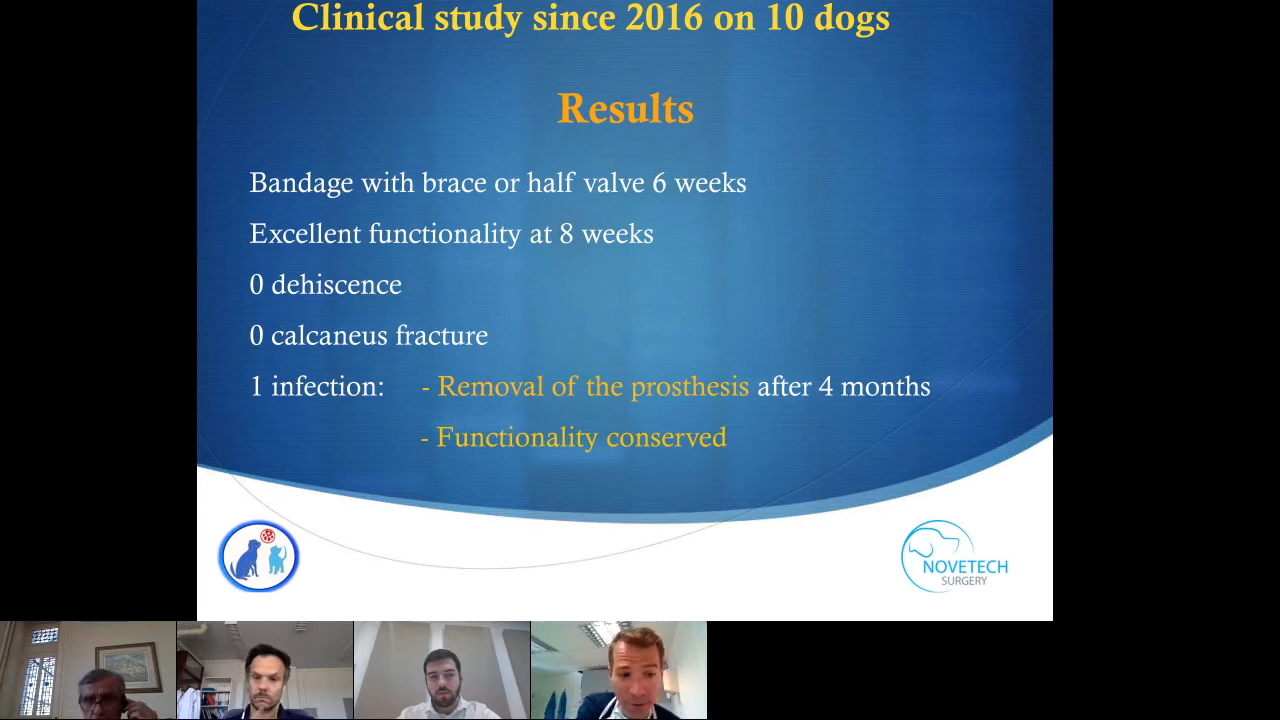 Clinical study since 2016 on 10 dogs
Results
Bandage with brace or half valve 6 weeks
Excellent functionality at 8 weeks
0 dehiscence
0 calcaneus fracture
1 infection: - Removal of the prosthesis after 4 months
- Functionality conserved
NOVETECH
SURGERY